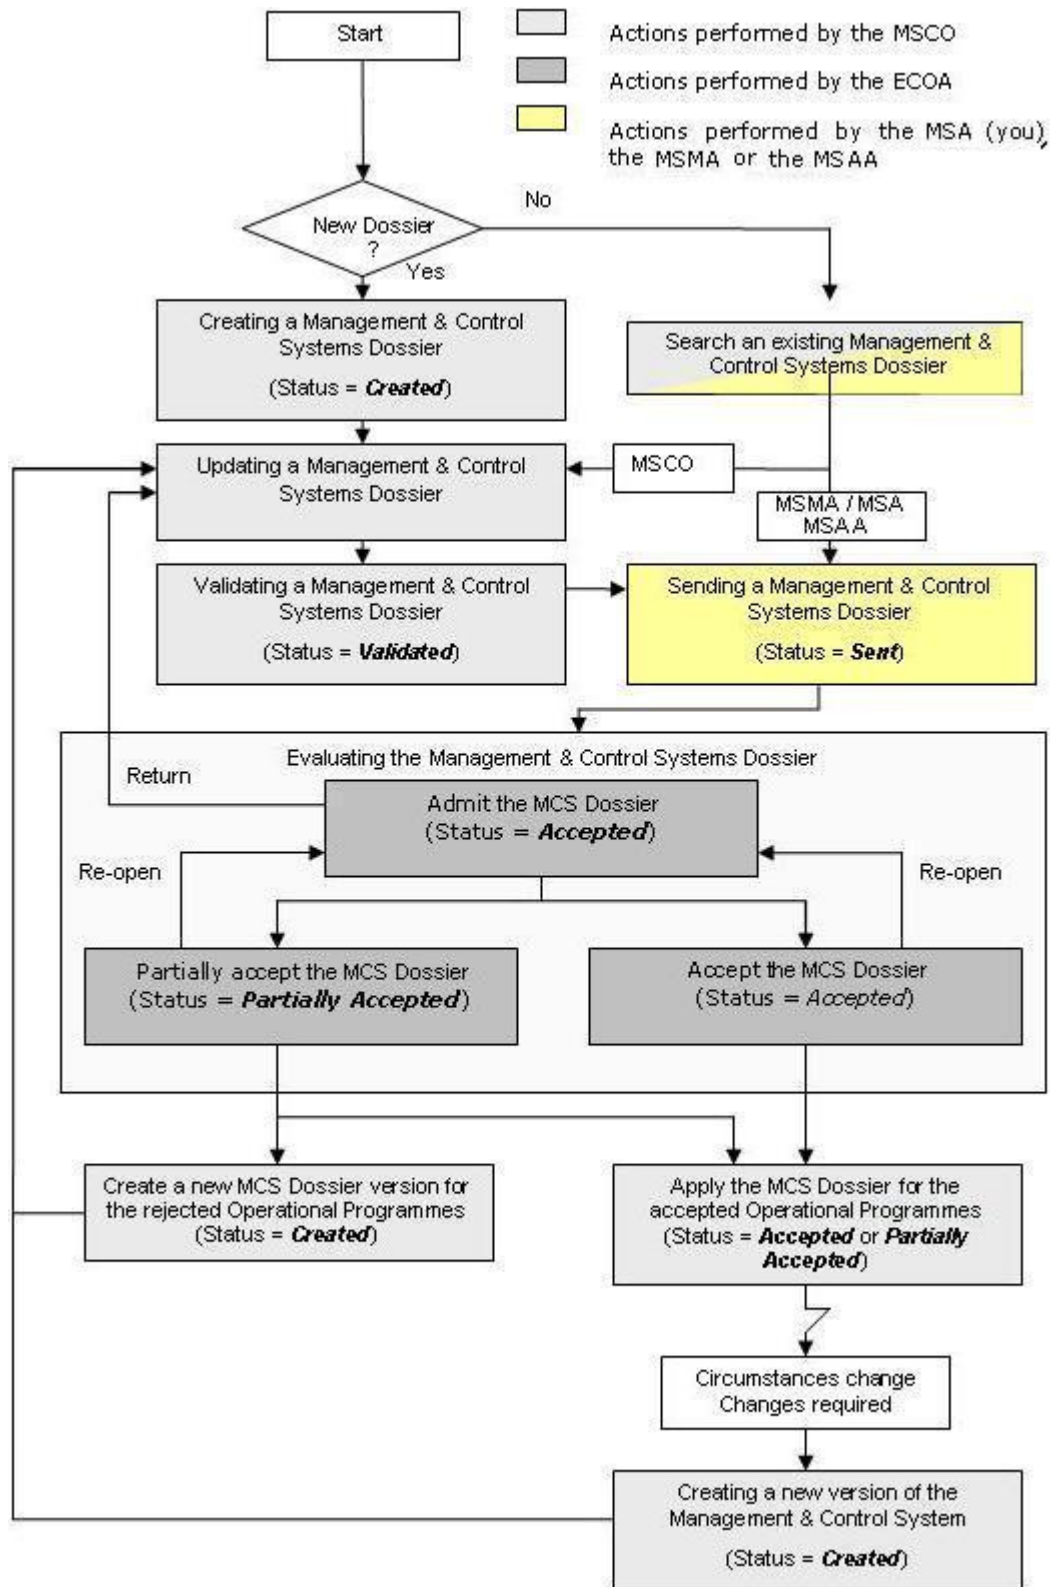 Start
Actions performed by the MSCO
Actions performed by the ECOA
Actions performed by the MSA (you),
the MSMA or the MSAA
New Dossier
?
No
Yes
Creating a Management & Control
Systems Dossier
(Status = Created)
Search an existing Management &
Control Systems Dossier
Updating a Management & Control
Systems Dossier
MSCO
MSMA / MSA
MSAA
Validating a Management & Control
Systems Dossier
(Status = Validated)
Sending a Management & Control
Systems Dossier
(Status = Sent)
Evaluating the Management & Control Systems Dossier
Return
Admit the MCS Dossier
(Status = Accepted)
Re-open
Re-open
Partially accept the MCS Dossier
(Status = Partially Accepted)
Accept the MCS Dossier
(Status = Accepted)
Create a new MCS Dossier version for
the rejected Operational Programmes
(Status = Created)
Apply the MCS Dossier for the
accepted Operational Programmes
(Status = Accepted or Partially
Accepted)
Circumstances change
Changes required
Creating a new version of the
Management & Control System
(Status = Created)